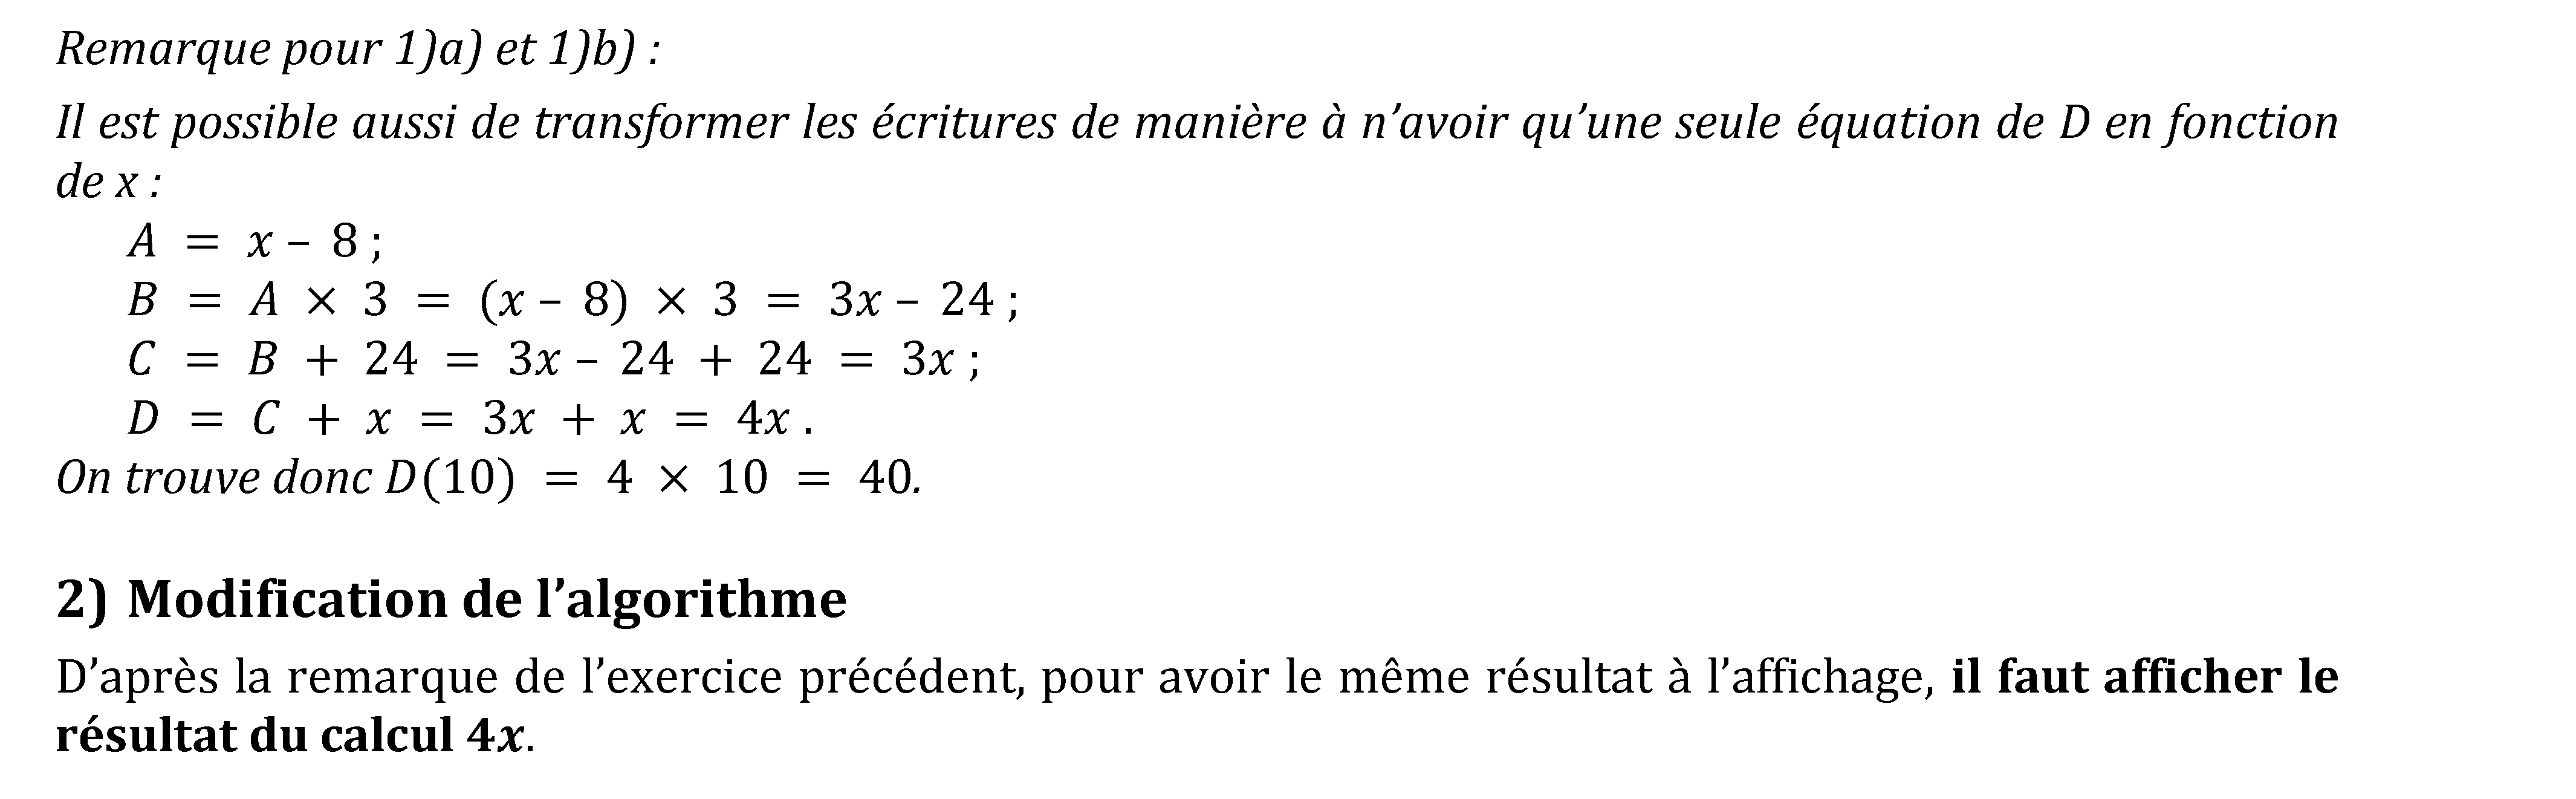 Remarque pour 1)a) et 1)b) :
Il est possible aussi de transformer les écritures de manière à n’avoir qu’une seule équation de D en fonction
de x :
A = x – 8 ;
B = A × 3 = (x – 8) × 3 = 3x – 24 ;
C = B + 24 = 3x – 24 + 24 = 3x ;
D = C + x = 3x + x = 4x .
On trouve donc D(10) = 4 × 10 = 40.
2) Modification de l’algorithme
D’après la remarque de l’exercice précédent, pour avoir le même résultat à l’affichage, il faut afficher le
résultat du calcul 4x.